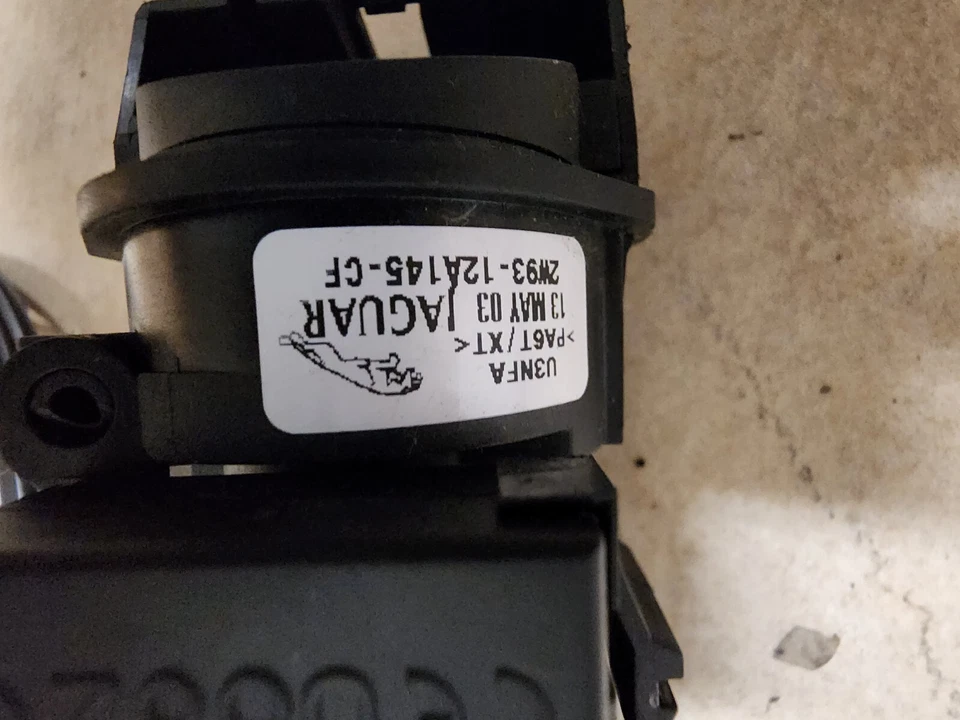 U3NFA
>PA6T/XT<
13 MAY 03 JAGUAR
2W93-12A145-CF